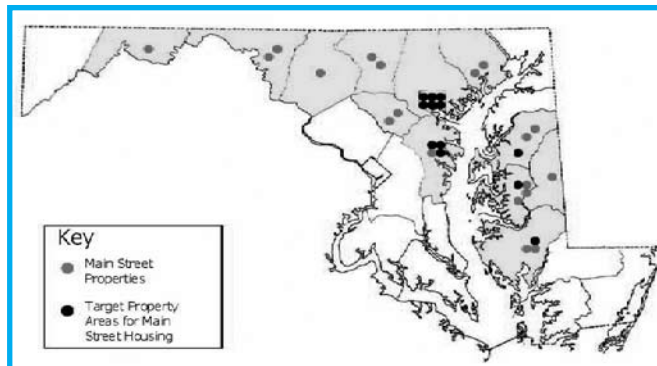 Key
Main Street
Properties
Target Property
Areas for Main
Street Housing